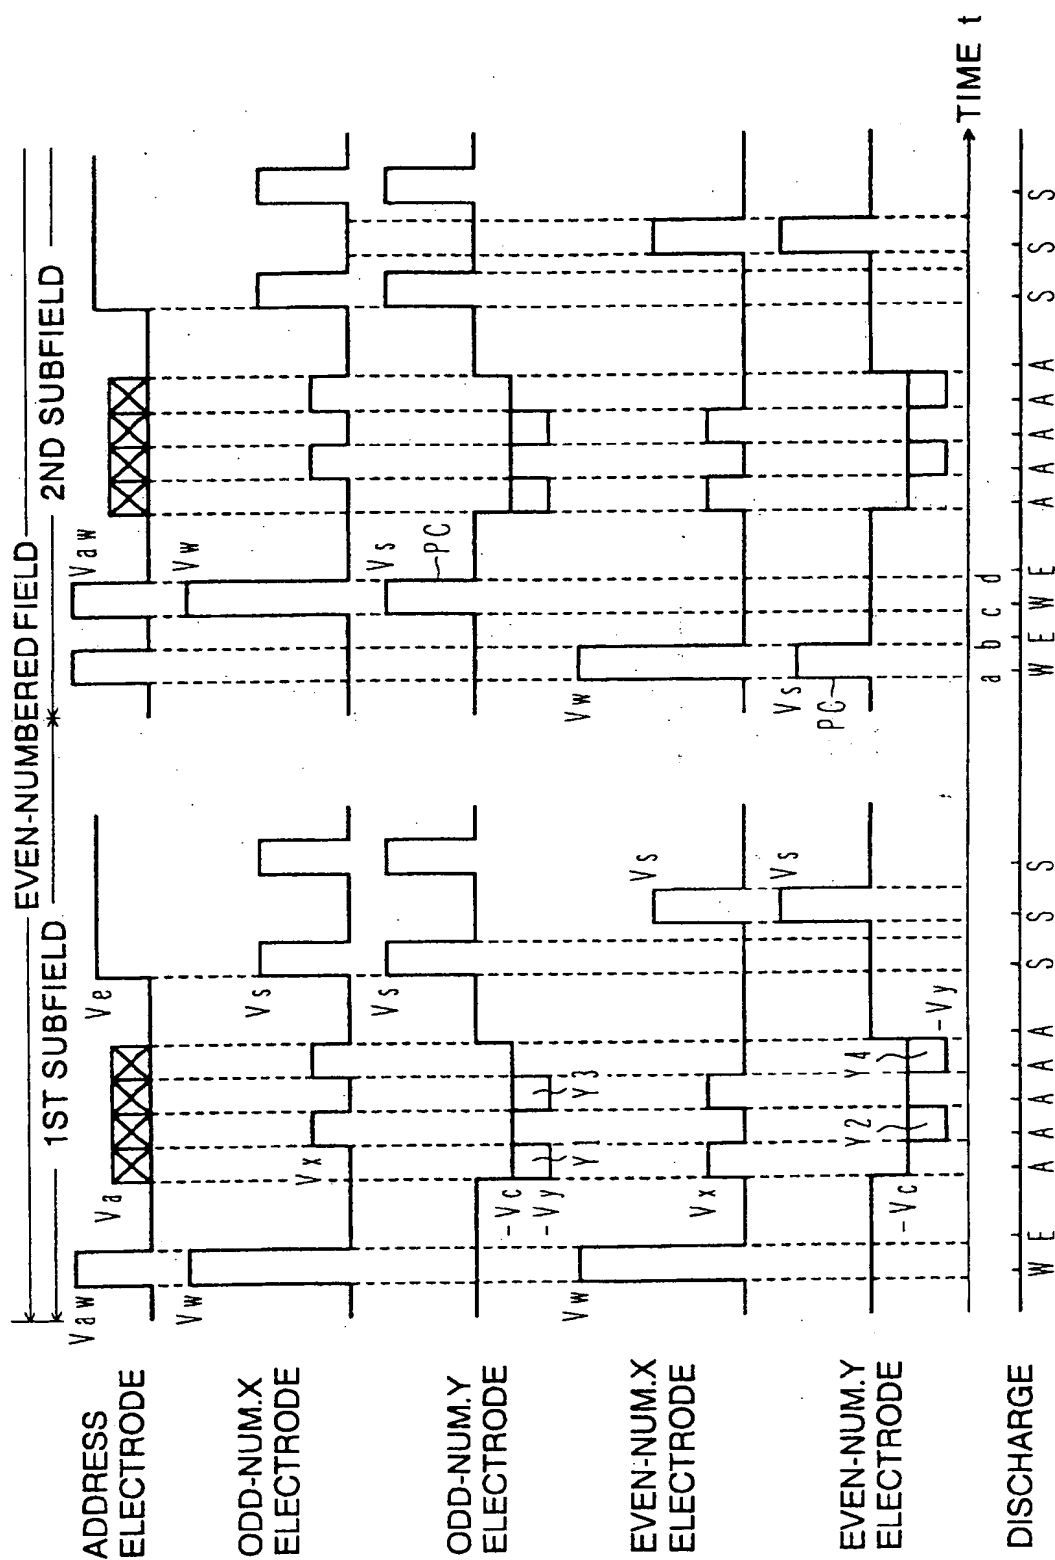 EVEN-NUMBERED FIELD
1ST SUBFIELD
2ND SUBFIELD
ADDRESS
ELECTRODE
Vaw
Va
Ve
Vaw
ODD-NUM.X
ELECTRODE
Vw
Vx
Vs
Vw
ODD-NUM.Y
ELECTRODE
-Vc
-Vy
Y1
Y3
Vs
Vs
PC
EVEN-NUM.X
ELECTRODE
Vw
Vx
Vs
Vw
EVEN-NUM.Y
ELECTRODE
-Vc
Y2
Y4
-Vy
Vs
Vs
PC
a b c d
TIME t
DISCHARGE
W E A A A A A S S S W E W E A A A A A S S S